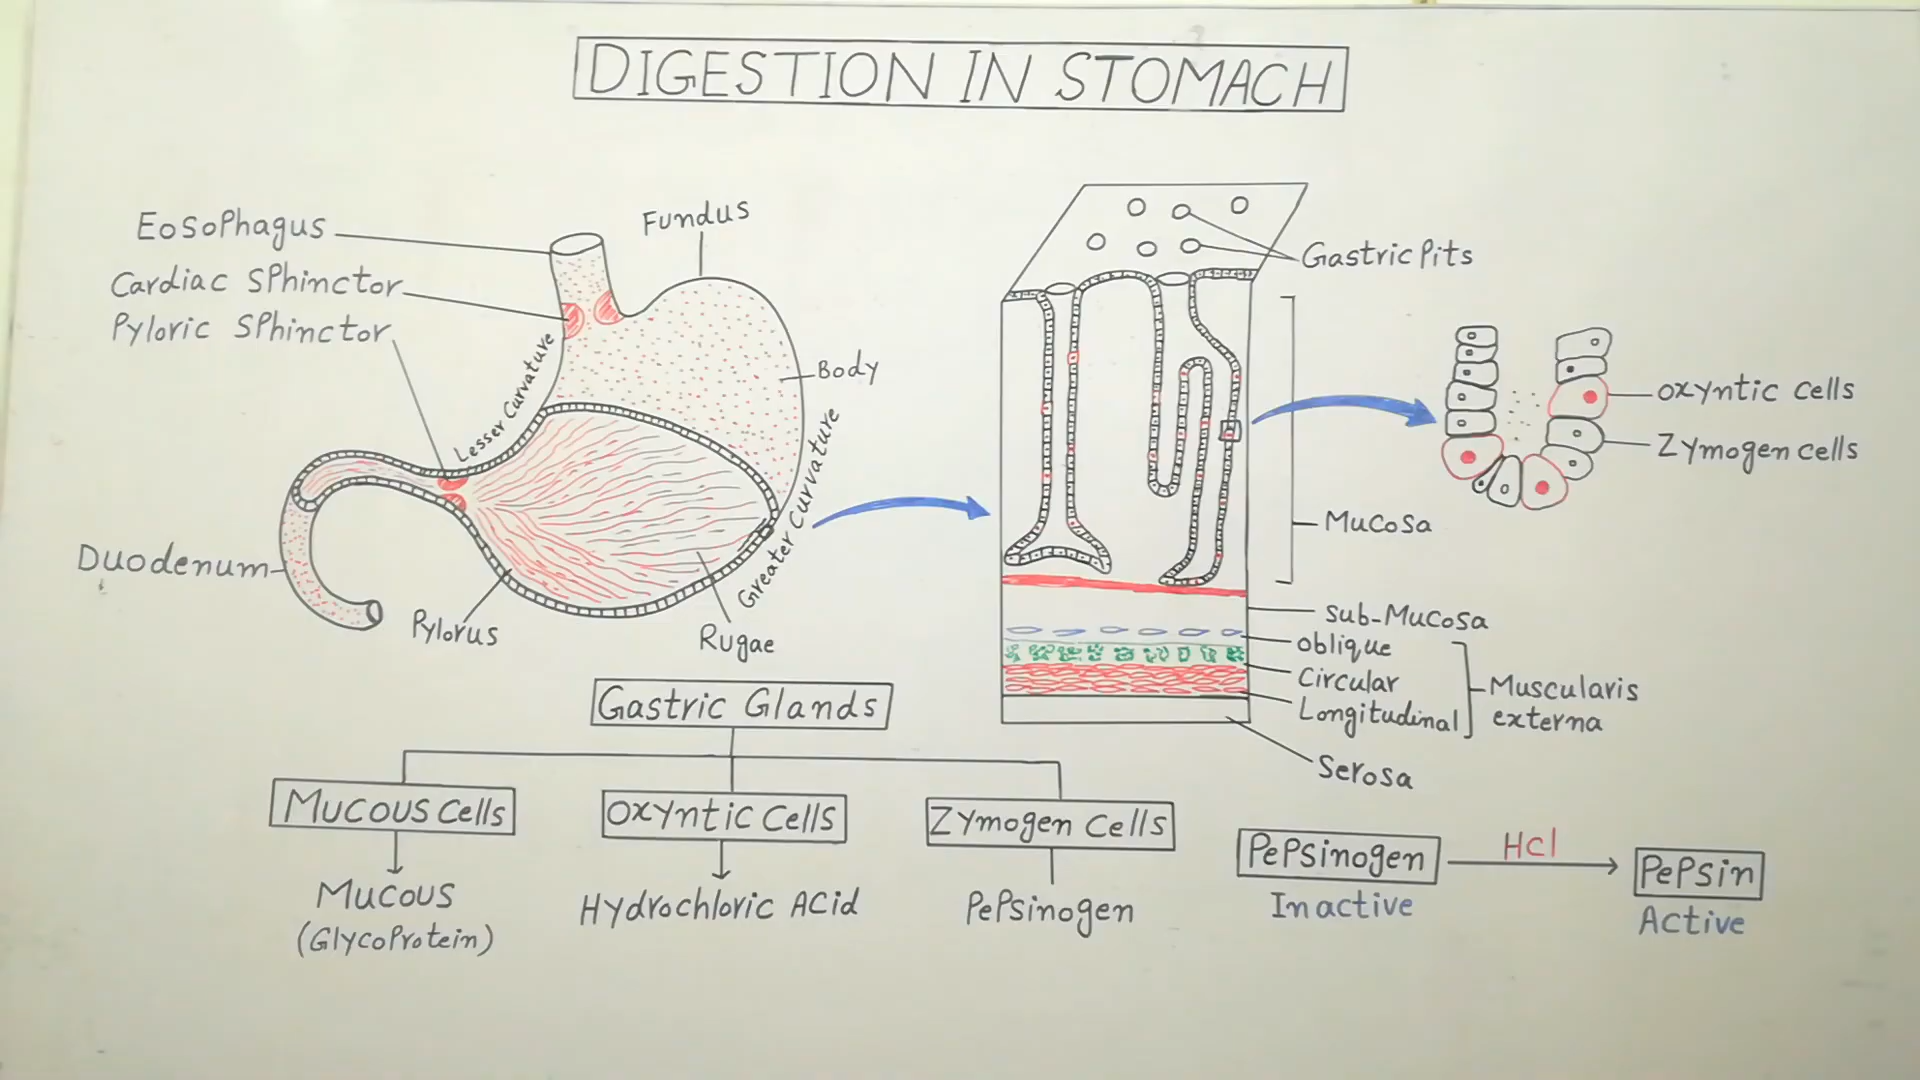 DIGESTION IN STOMACH
EosoPhagus
Cardiac SPhinctor
Pyloric SPhinctor
Fundus
Body
Lesser Curvature
Greater Curvature
Duodenum
Pylorus
Rugae
Gastric Pits
Mucosa
Sub-Mucosa
oblique
Circular
Longitudinal
Muscularis
externa
Serosa
oxyntic cells
Zymogen cells
Gastric Glands
Mucous cells
Oxyntic cells
Zymogen cells
Mucous
(Glycoprotein)
Hydrochloric Acid
PePsinogen
PePsinogen
Inactive
Hcl
PePsin
Active